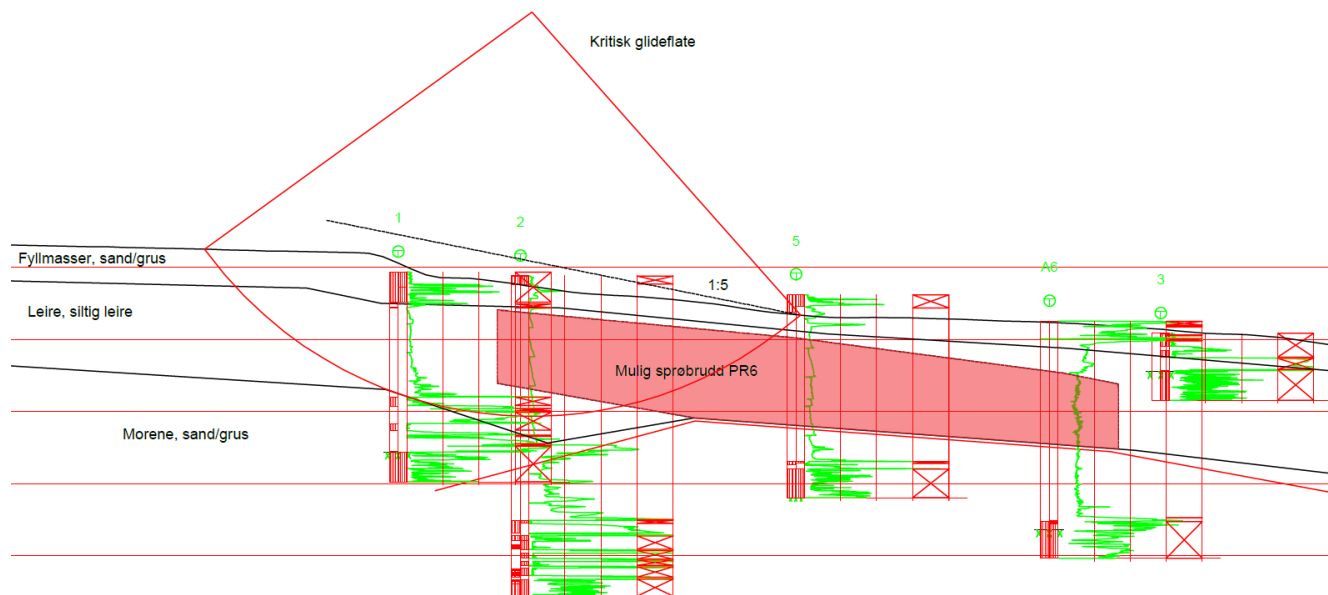 Kritisk glideflate
1
2
5
A6
3
Fyllmasser, sand/grus
1:5
Leire, siltig leire
Mulig sprøbrudd PR6
Morene, sand/grus